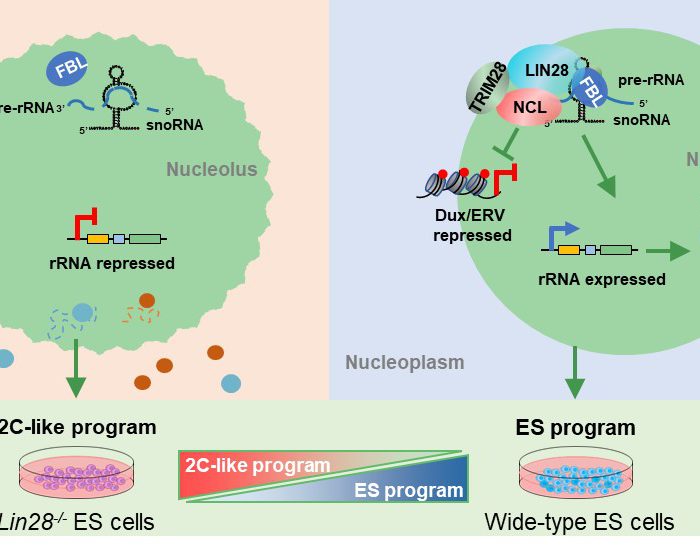 FBL
re-rRNA 3'
5'
5'
snoRNA
Nucleolus
rRNA repressed
TRIM28
LIN28
NCL
FBL
pre-rRNA
5'
5'
snoRNA
N
Dux/ERV
repressed
rRNA expressed
Nucleoplasm
2C-like program
ES program
2C-like program
ES program
Lin28-/- ES cells
Wide-type ES cells